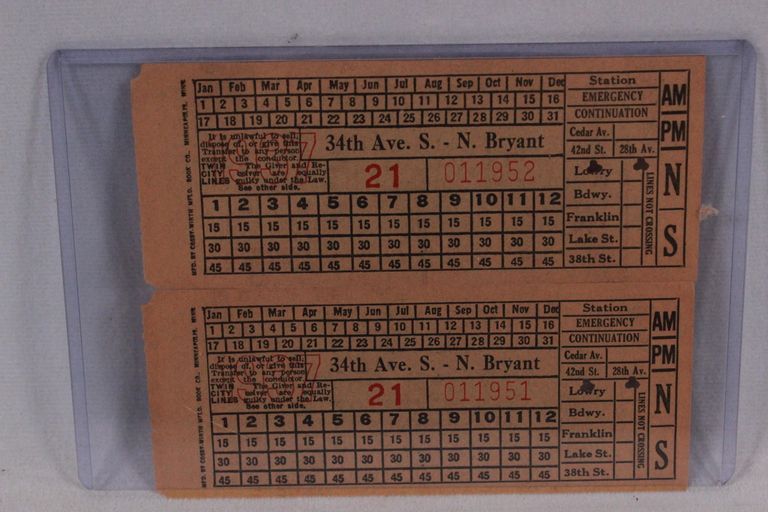 Jan Feb Mar Apr May Jun Jul Aug Sep Oct Nov Dec
1 2 3 4 5 6 7 8 9 10 11 12 13 14 15 16
17 18 19 20 21 22 23 24 25 26 27 28 29 30 31
It is unlawful to sell,
dispose of, or give this
Transfer to any person
except the conductor.
TWIN The Giver and Re-
CITY ceiver are equally
LINES guilty under the Law.
See other side.
34th Ave. S. - N. Bryant
21 011952
1 2 3 4 5 6 7 8 9 10 11 12
15 15 15 15 15 15 15 15 15 15 15 15
30 30 30 30 30 30 30 30 30 30 30 30
45 45 45 45 45 45 45 45 45 45 45 45
Station
EMERGENCY
CONTINUATION
Cedar Av.
42nd St. 28th Av.
Lowry
Bdwy.
Franklin
Lake St.
38th St.
LINES NOT CROSSING
AM
PM
N
S
Jan Feb Mar Apr May Jun Jul Aug Sep Oct Nov Dec
1 2 3 4 5 6 7 8 9 10 11 12 13 14 15 16
17 18 19 20 21 22 23 24 25 26 27 28 29 30 31
It is unlawful to sell,
dispose of, or give this
Transfer to any person
except the conductor.
TWIN The Giver and Re-
CITY ceiver are equally
LINES guilty under the Law.
See other side.
34th Ave. S. - N. Bryant
21 011951
1 2 3 4 5 6 7 8 9 10 11 12
15 15 15 15 15 15 15 15 15 15 15 15
30 30 30 30 30 30 30 30 30 30 30 30
45 45 45 45 45 45 45 45 45 45 45 45
Station
EMERGENCY
CONTINUATION
Cedar Av.
42nd St. 28th Av.
Lowry
Bdwy.
Franklin
Lake St.
38th St.
LINES NOT CROSSING
AM
PM
N
S